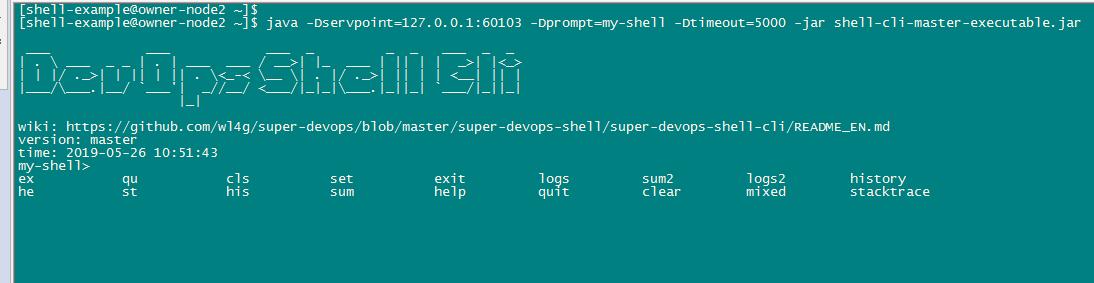 [shell-example@owner-node2 ~]$
[shell-example@owner-node2 ~]$ java -Dservpoint=127.0.0.1:60103 -Dprompt=my-shell -Dtimeout=5000 -jar shell-cli-master-executable.jar
DevOpsShellCli
wiki: https://github.com/wl4g/super-devops/blob/master/super-devops-shell/super-devops-shell-cli/README_EN.md
version: master
time: 2019-05-26 10:51:43
my-shell>
ex qu cls set exit logs sum2 logs2 history
he st his sum help quit clear mixed stacktrace